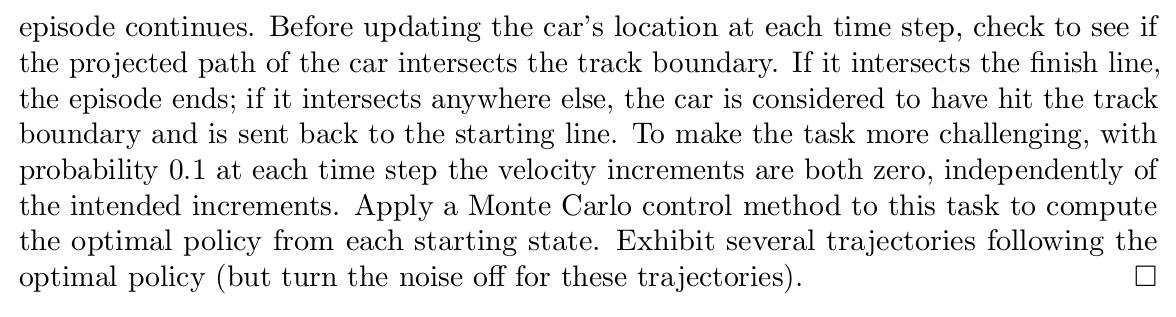 episode continues. Before updating the car's location at each time step, check to see if
the projected path of the car intersects the track boundary. If it intersects the finish line,
the episode ends; if it intersects anywhere else, the car is considered to have hit the track
boundary and is sent back to the starting line. To make the task more challenging, with
probability 0.1 at each time step the velocity increments are both zero, independently of
the intended increments. Apply a Monte Carlo control method to this task to compute
the optimal policy from each starting state. Exhibit several trajectories following the
optimal policy (but turn the noise off for these trajectories). □